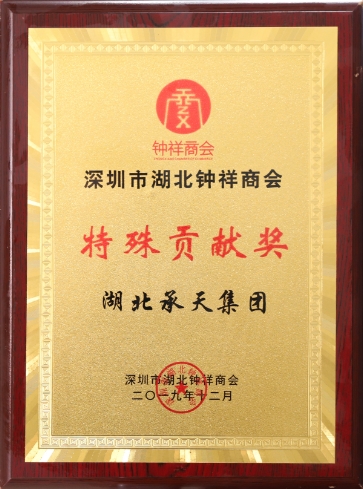 钟祥商会
深圳市湖北钟祥商会
特殊贡献奖
湖北承天集团
深圳市湖北钟祥商会
二〇一九年十二月